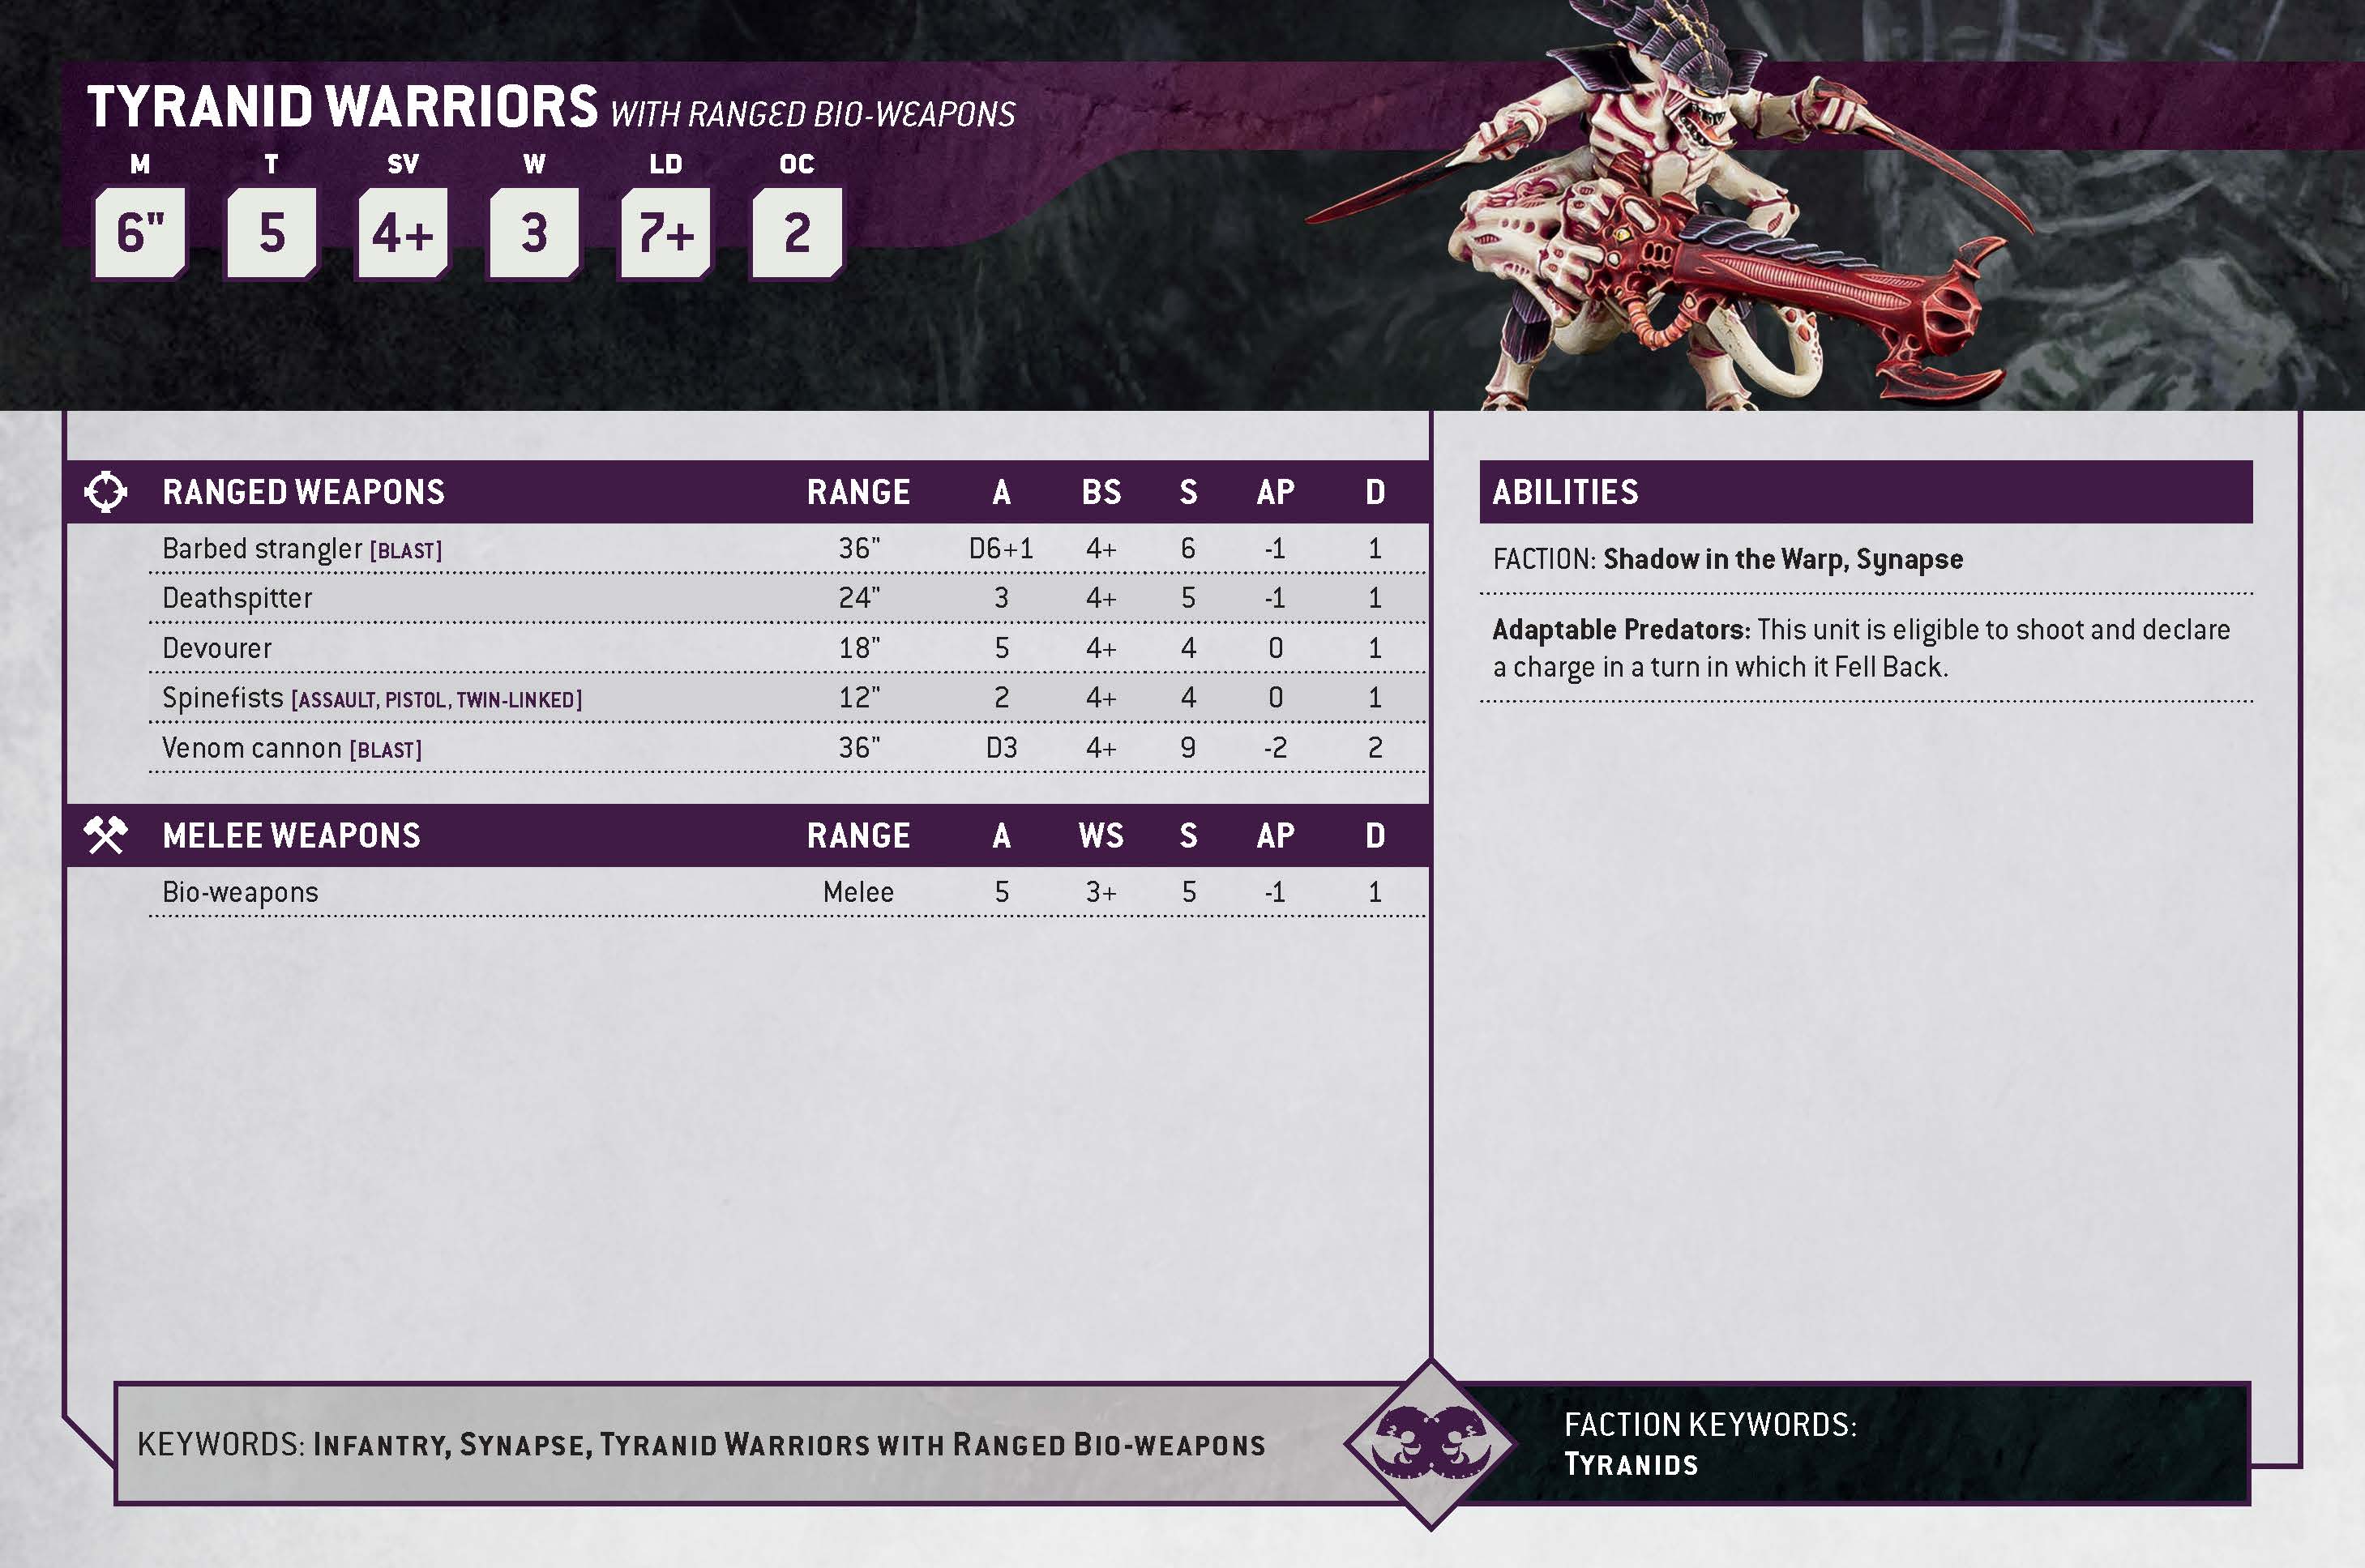 TYRANID WARRIORS WITH RANGED BIO-WEAPONS
M T SV W LD OC
6" 5 4+ 3 7+ 2
RANGED WEAPONS RANGE A BS S AP D
Barbed strangler [BLAST] 36" D6+1 4+ 6 -1 1
Deathspitter 24" 3 4+ 5 -1 1
Devourer 18" 5 4+ 4 0 1
Spinefists [ASSAULT, PISTOL, TWIN-LINKED] 12" 2 4+ 4 0 1
Venom cannon [BLAST] 36" D3 4+ 9 -2 2
MELEE WEAPONS RANGE A WS S AP D
Bio-weapons Melee 5 3+ 5 -1 1
ABILITIES
FACTION: Shadow in the Warp, Synapse
Adaptable Predators: This unit is eligible to shoot and declare
a charge in a turn in which it Fell Back.
KEYWORDS: INFANTRY, SYNAPSE, TYRANID WARRIORS WITH RANGED BIO-WEAPONS
FACTION KEYWORDS:
TYRANIDS